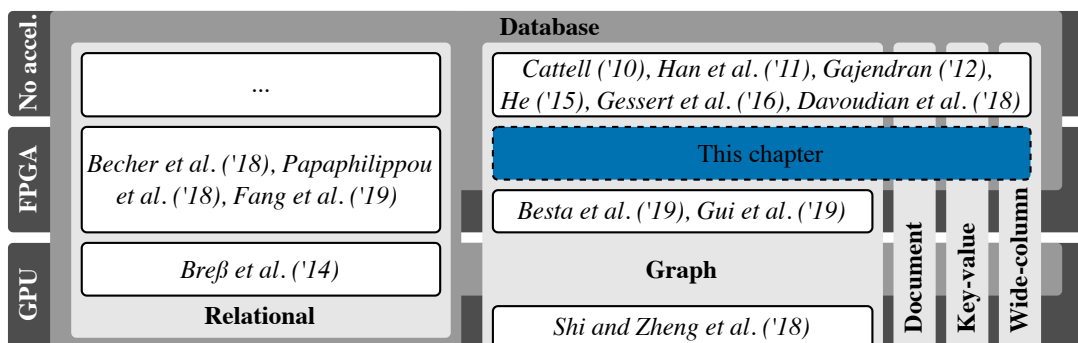 Database
No accel.
...
Cattell ('10), Han et al. ('11), Gajendran ('12),
He ('15), Gessert et al. ('16), Davoudian et al. ('18)
FPGA
Becher et al. ('18), Papaphilippou
et al. ('18), Fang et al. ('19)
This chapter
Besta et al. ('19), Gui et al. ('19)
GPU
Breß et al. ('14)
Relational
Graph
Shi and Zheng et al. ('18)
Document
Key-value
Wide-column